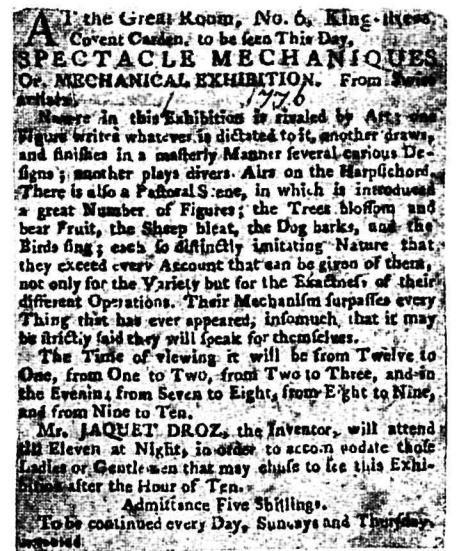 AT the Great Room, No. 6, King-street,
Covent Garden, to be seen This Day,
SPECTACLE MECHANIQUES
Or, MECHANICAL EXHIBITION. From Swiss
artists.
1776
Nature in this Exhibition is rivaled by Art; one
Figure writes whatever is dictated to it, another draws,
and finishes in a masterly Manner several curious De-
signs; another plays divers Airs on the Harpsichord.
There is also a Pastoral Scene, in which is introduced
a great Number of Figures; the Trees blossom and
bear Fruit, the Sheep bleat, the Dog barks, and the
Birds sing; each so distinctly imitating Nature that
they exceed every Account that can be given of them,
not only for the Variety but for the Exactness of their
different Operations. Their Mechanism surpasses every
Thing that has ever appeared, insomuch, that it may
be strictly said they will speak for themselves.
The Time of viewing it will be from Twelve to
One, from One to Two, from Two to Three, and in
the Evening from Seven to Eight, from Eight to Nine,
and from Nine to Ten.
Mr. JAQUET DROZ, the Inventor, will attend
till Eleven at Night, in order to accommodate those
Ladies or Gentlemen that may chuse to see this Exhi-
bition after the Hour of Ten.
Admittance Five Shillings.
To be continued every Day, Sundays and Thursday
excepted.